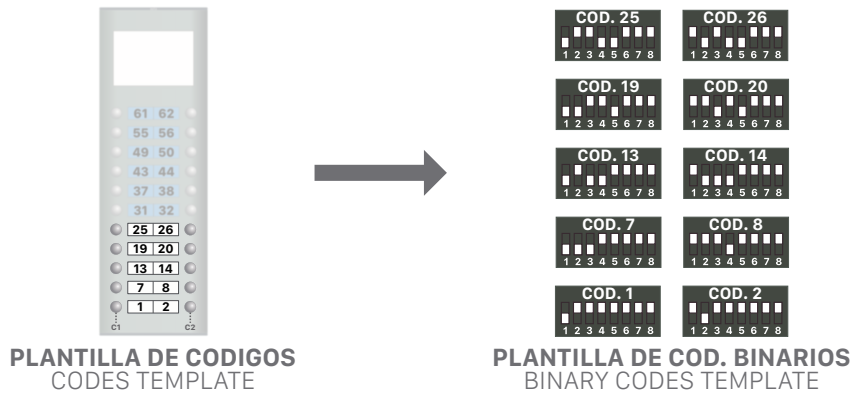 61 62
55 56
49 50
43 44
37 38
31 32
25 26
19 20
13 14
7 8
1 2
C1 C2
PLANTILLA DE CODIGOS
CODES TEMPLATE
COD. 25 COD. 26
1 2 3 4 5 6 7 8 1 2 3 4 5 6 7 8
COD. 19 COD. 20
1 2 3 4 5 6 7 8 1 2 3 4 5 6 7 8
COD. 13 COD. 14
1 2 3 4 5 6 7 8 1 2 3 4 5 6 7 8
COD. 7 COD. 8
1 2 3 4 5 6 7 8 1 2 3 4 5 6 7 8
COD. 1 COD. 2
1 2 3 4 5 6 7 8 1 2 3 4 5 6 7 8
PLANTILLA DE COD. BINARIOS
BINARY CODES TEMPLATE